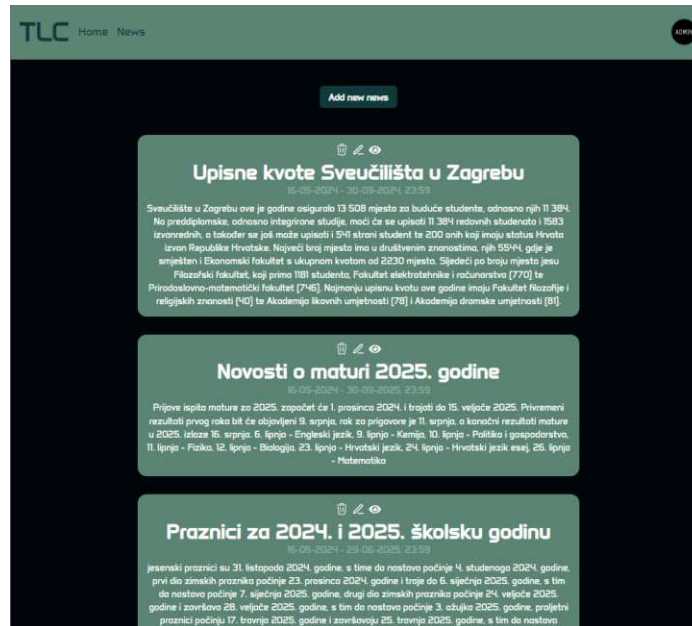 TLC Home News ADMIN
Add new news
Upisne kvote Sveučilišta u Zagrebu
16-05-2024 - 30-09-2024, 23:59
Sveučilište u Zagrebu ove je godine osiguralo 13 508 mjesta za buduće studente, odnosno njih 11 384.
Na preddiplomske, odnosno integrirane studije, moći će se upisati 11 384 redovnih studenata i 1583
izvanrednih, a također se još može upisati i 541 strani student te 200 onih koji imaju status Hrvata
izvan Republike Hrvatske. Najveći broj mjesta ima u društvenim znanostima, njih 5544, gdje je
smješten i Ekonomski fakultet s ukupnom kvotom od 2230 mjesta. Sljedeći po broju mjesta jesu
Filozofski fakultet, koji prima 1181 studenta, Fakultet elektrotehnike i računarstva (770) te
Prirodoslovno-matematički fakultet (746). Najmanju upisnu kvotu ove godine imaju Fakultet filozofije i
religijskih znanosti (40) te Akademija likovnih umjetnosti (78) i Akademija dramske umjetnosti (81).
Novosti o maturi 2025. godine
16-05-2024 - 30-09-2025, 23:59
Prijave ispita mature za 2025. započet će 1. prosinca 2024. i trajati do 15. veljače 2025. Privremeni
rezultati prvog roka bit će objavljeni 9. srpnja, rok za prigovore je 11. srpnja, a konačni rezultati mature
u 2025. izlaze 16. srpnja. 6. lipnja - Engleski jezik, 9. lipnja - Kemija, 10. lipnja - Politika i gospodarstvo,
11. lipnja - Fizika, 12. lipnja - Biologija, 23. lipnja - Hrvatski jezik, 24. lipnja - Hrvatski jezik esej, 26. lipnja
- Matematika
Praznici za 2024. i 2025. školsku godinu
16-05-2024 - 29-06-2025, 23:59
jesenski praznici su 31. listopada 2024. godine, s time da nastava počinje 4. studenoga 2024. godine,
prvi dio zimskih praznika počinje 23. prosinca 2024. godine i traje do 6. siječnja 2025. godine, s tim
da nastava počinje 7. siječnja 2025. godine, drugi dio zimskih praznika počinje 24. veljače 2025.
godine i završava 28. veljače 2025. godine, s tim da nastava počinje 3. ožujka 2025. godine, proljetni
praznici počinju 17. travnja 2025. godine i završavaju 25. travnja 2025. godine, s tim da nastava